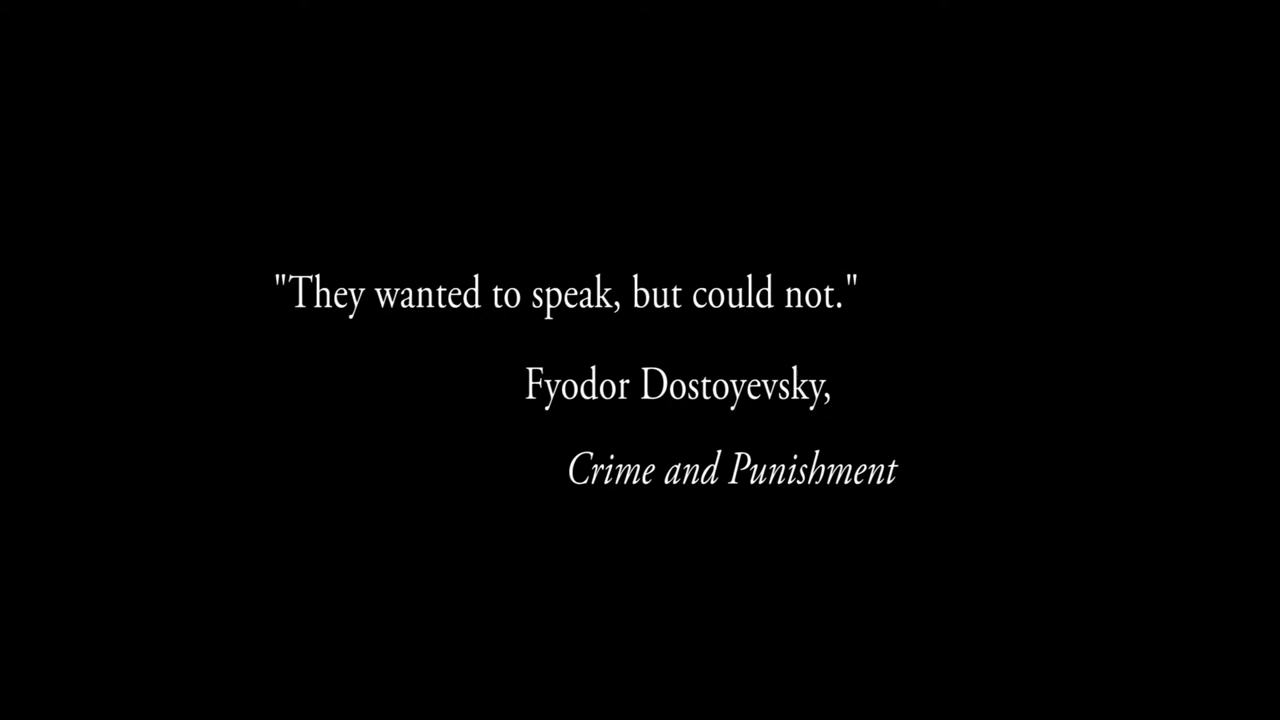 "They wanted to speak, but could not."
Fyodor Dostoyevsky,
Crime and Punishment